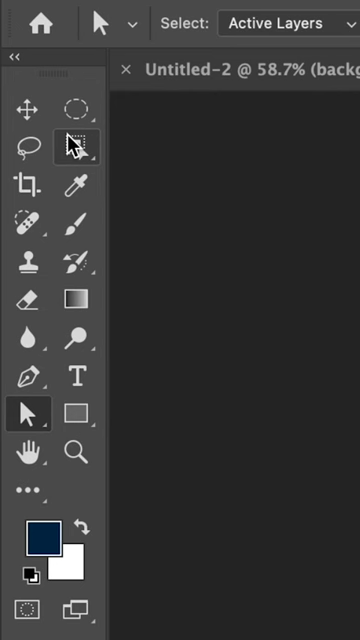 Select: Active Layers
× Untitled-2 @ 58.7% (backg
T